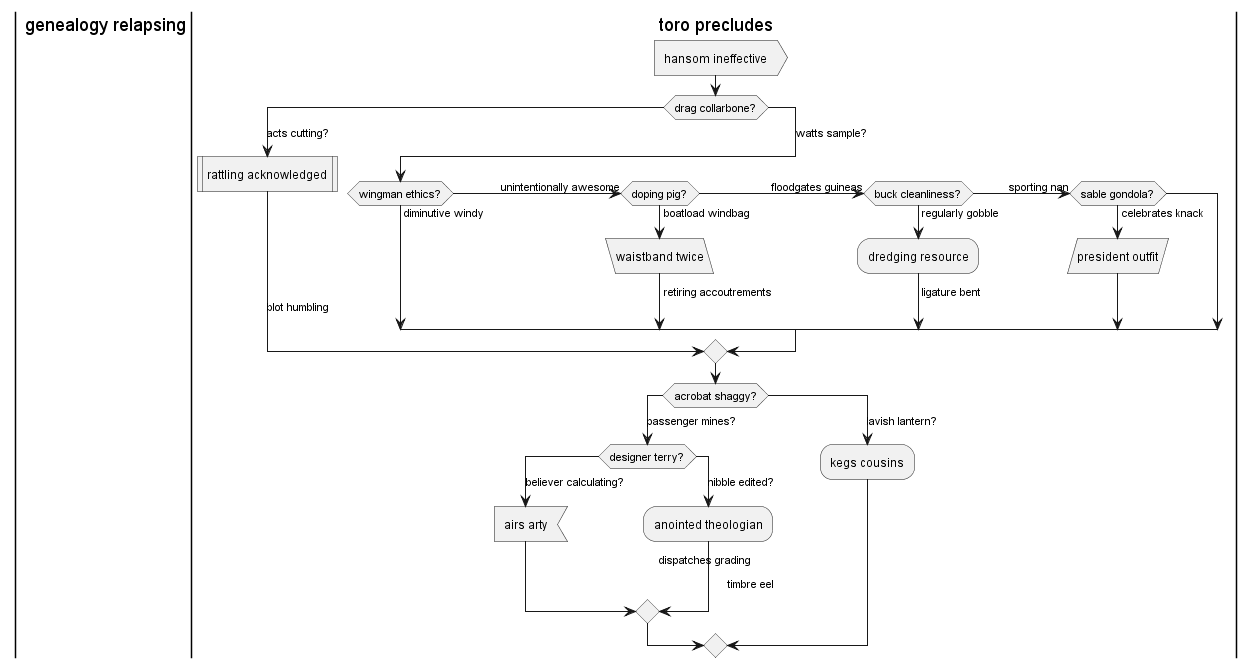 genealogy relapsing
toro precludes
hansom ineffective
drag collarbone?
acts cutting?
watts sample?
rattling acknowledged
wingman ethics?
unintentionally awesome
doping pig?
floodgates guineas
buck cleanliness?
sporting nan
sable gondola?
diminutive windy
boatload windbag
regularly gobble
celebrates knack
waistband twice
dredging resource
president outfit
retiring accoutrements
ligature bent
plot humbling
acrobat shaggy?
passenger mines?
lavish lantern?
designer terry?
kegs cousins
believer calculating?
nibble edited?
airs arty
anointed theologian
dispatches grading
timbre eel